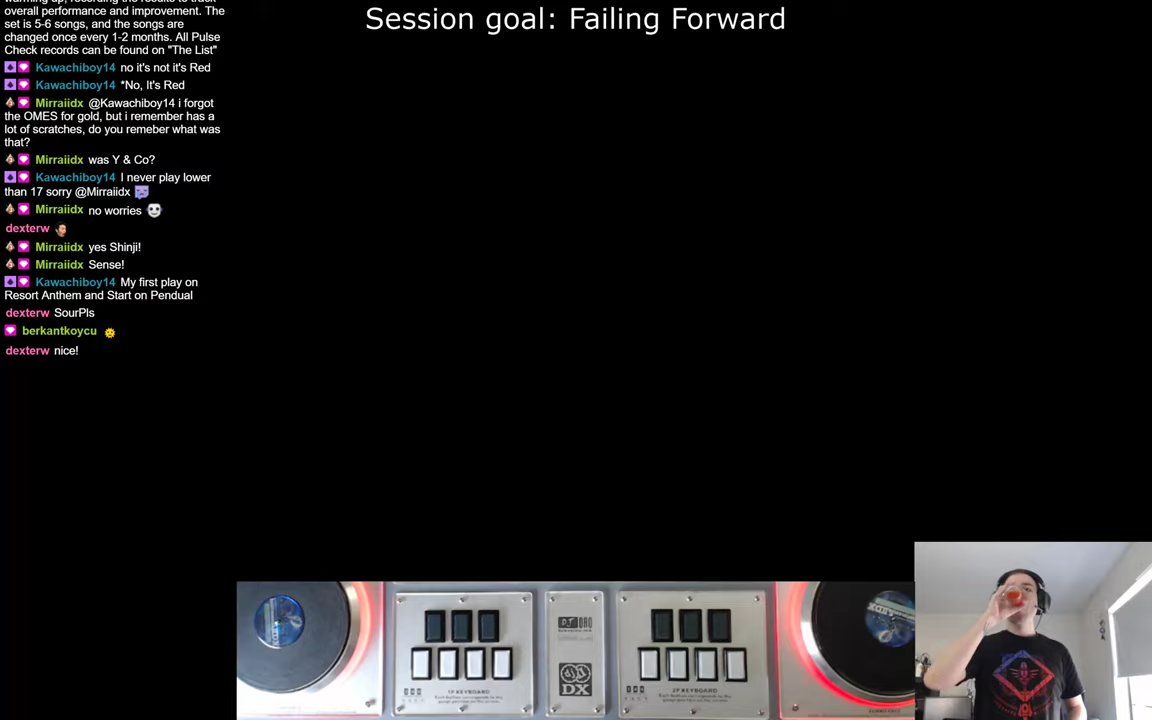 warming up, recording the results to track
overall performance and improvement. The
set is 5-6 songs, and the songs are
changed once every 1-2 months. All Pulse
Check records can be found on "The List"
Kawachiboy14 no it's not it's Red
Kawachiboy14 *No, It's Red
Mirraiidx @Kawachiboy14 i forgot
the OMES for gold, but i remember has a
lot of scratches, do you remeber what was
that?
Mirraiidx was Y & Co?
Kawachiboy14 I never play lower
than 17 sorry @Mirraiidx
Mirraiidx no worries
dexterw
Mirraiidx yes Shinji!
Mirraiidx Sense!
Kawachiboy14 My first play on
Resort Anthem and Start on Pendual
dexterw SourPls
berkantkoycu
dexterw nice!
Session goal: Failing Forward
1P KEYBOARD
DX
2P KEYBOARD